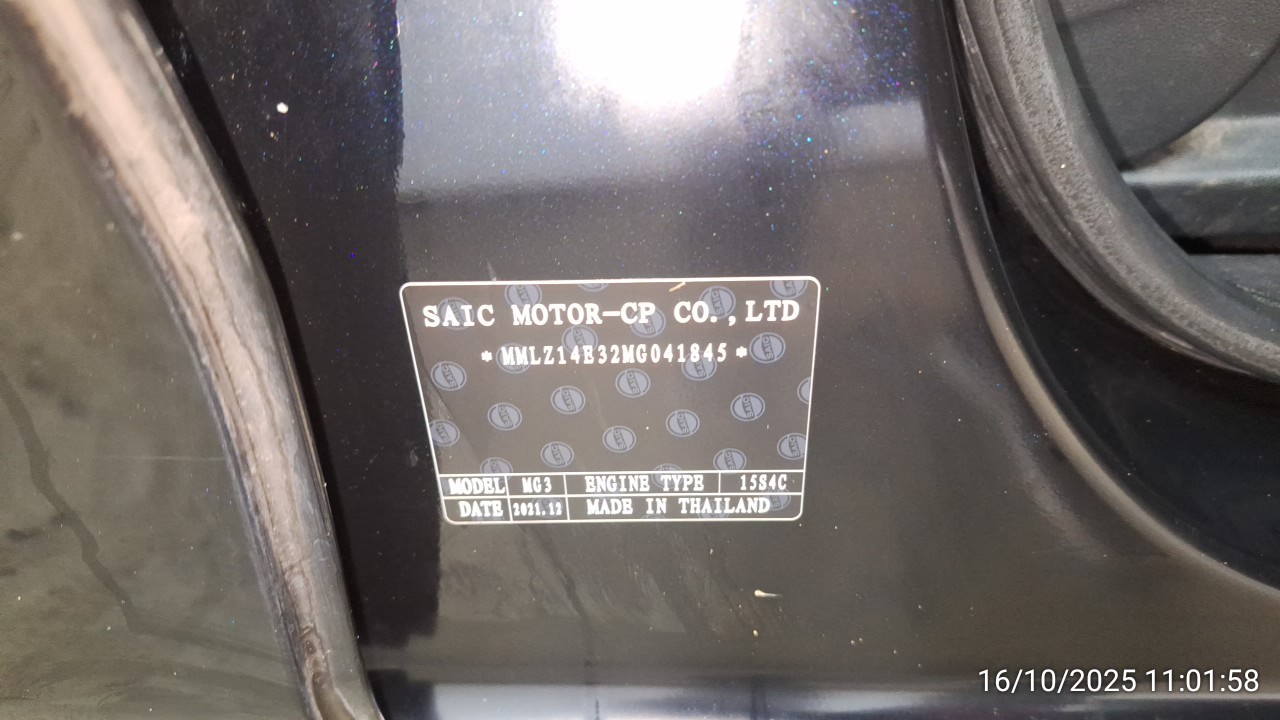 SAIC MOTOR-CP CO.,LTD
*MMLZ14E32MG041845*
MODEL MG3 ENGINE TYPE 15S4C
DATE 2021.12 MADE IN THAILAND
16/10/2025 11:01:58